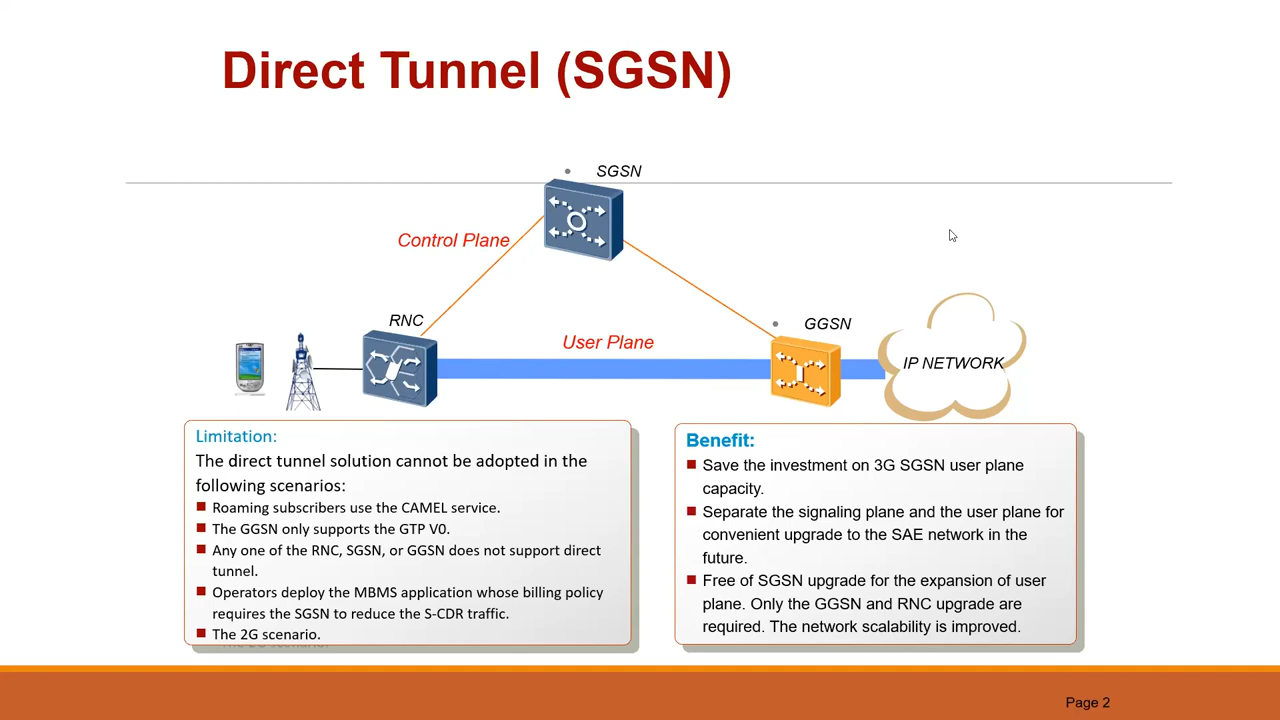 Direct Tunnel (SGSN)
• SGSN
Control Plane
RNC
User Plane
• GGSN
IP NETWORK
Limitation:
The direct tunnel solution cannot be adopted in the
following scenarios:
Roaming subscribers use the CAMEL service.
The GGSN only supports the GTP V0.
Any one of the RNC, SGSN, or GGSN does not support direct
tunnel.
Operators deploy the MBMS application whose billing policy
requires the SGSN to reduce the S-CDR traffic.
The 2G scenario.
Benefit:
Save the investment on 3G SGSN user plane
capacity.
Separate the signaling plane and the user plane for
convenient upgrade to the SAE network in the
future.
Free of SGSN upgrade for the expansion of user
plane. Only the GGSN and RNC upgrade are
required. The network scalability is improved.
Page 2